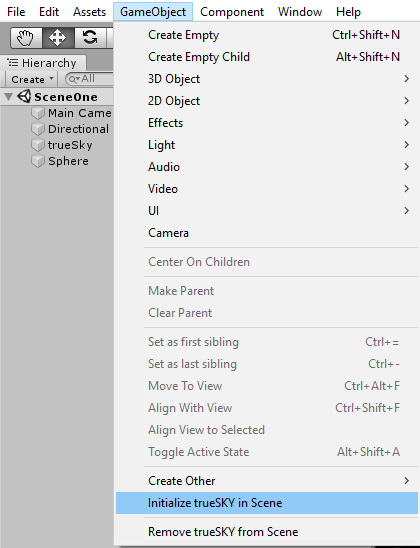 File Edit Assets GameObject Component Window Help
Hierarchy
Create All
SceneOne
Main Came
Directional
trueSky
Sphere
Create Empty Ctrl+Shift+N
Create Empty Child Alt+Shift+N
3D Object
2D Object
Effects
Light
Audio
Video
UI
Camera
Center On Children
Make Parent
Clear Parent
Set as first sibling Ctrl+=
Set as last sibling Ctrl+-
Move To View Ctrl+Alt+F
Align With View Ctrl+Shift+F
Align View to Selected
Toggle Active State Alt+Shift+A
Create Other
Initialize trueSKY in Scene
Remove trueSKY from Scene